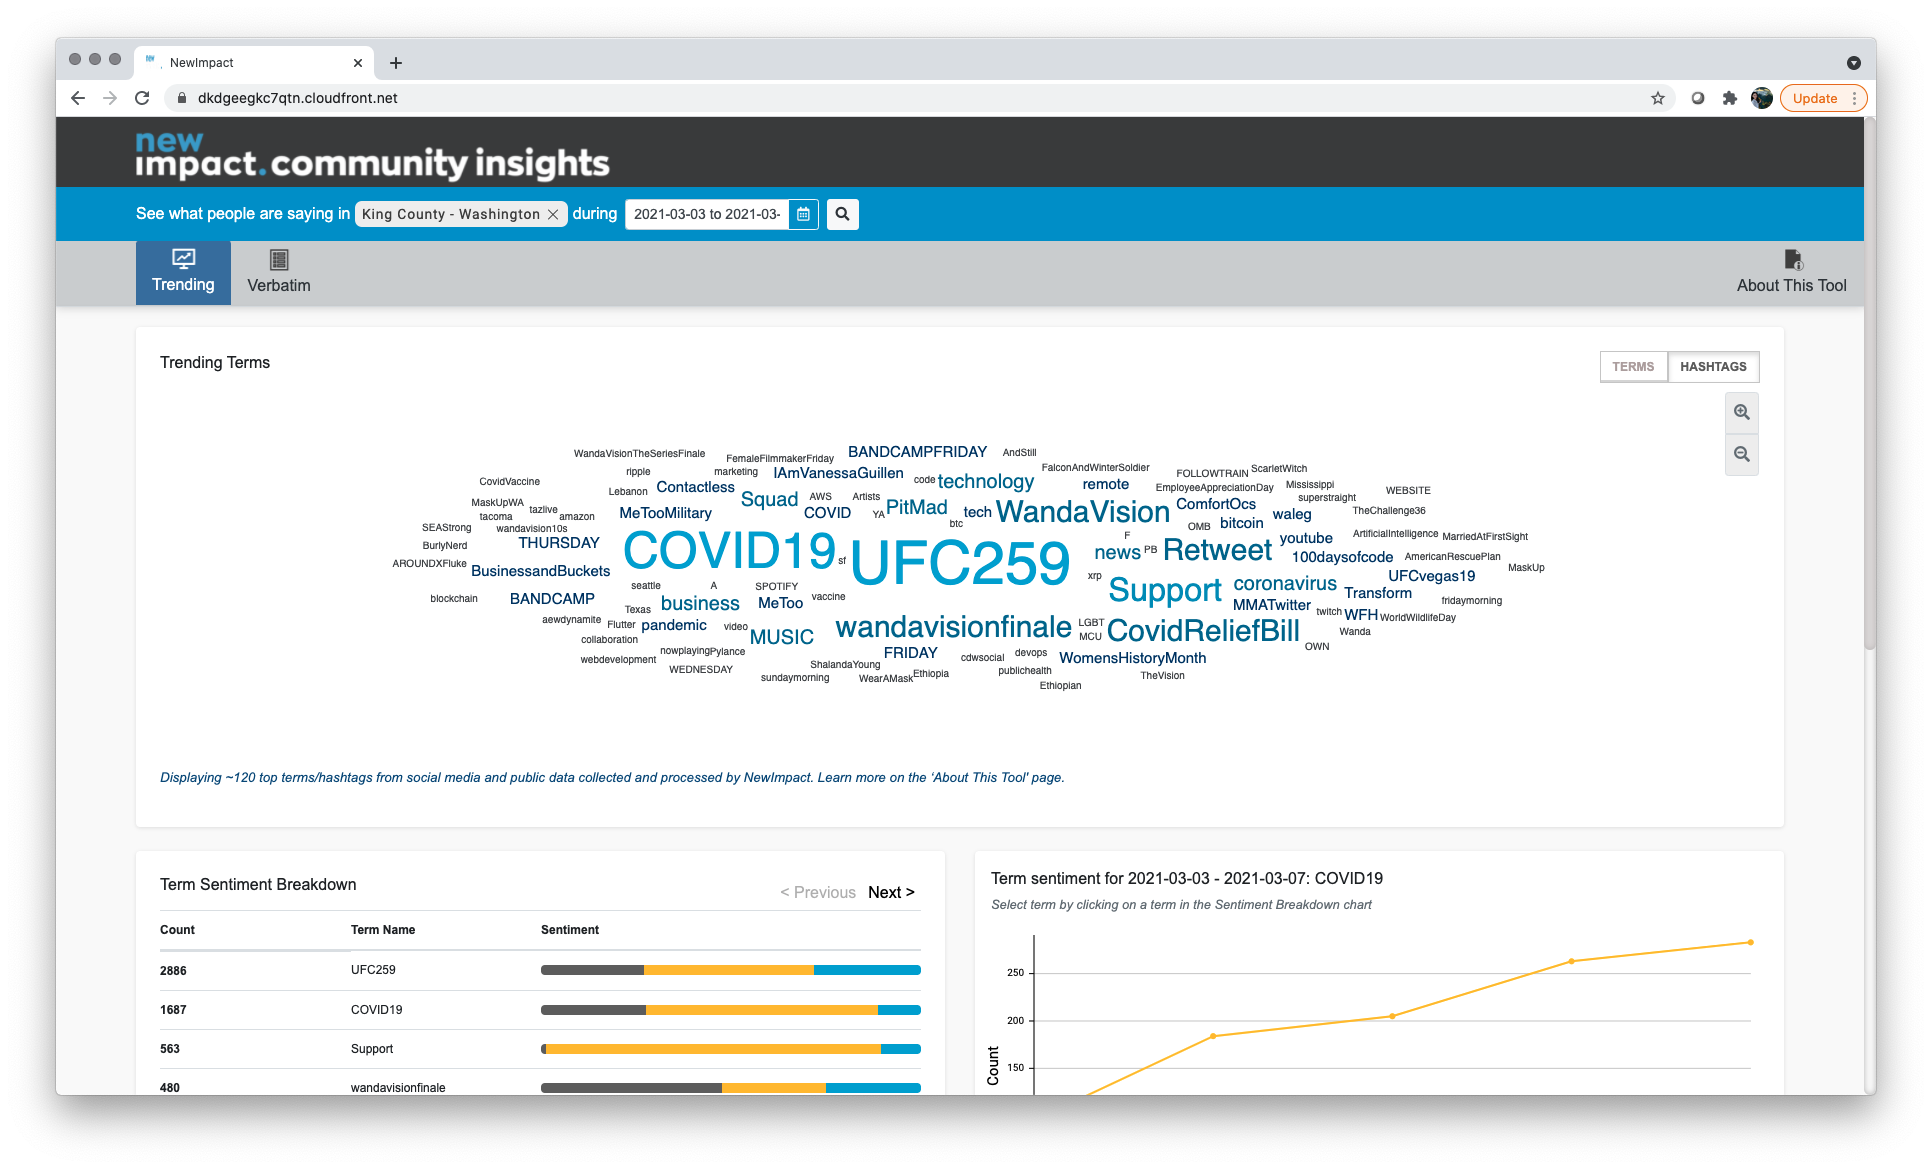 NewImpact
dkdgeegkc7qtn.cloudfront.net
Update
new
impact.community insights
See what people are saying in King County - Washington during 2021-03-03 to 2021-03-
Trending
Verbatim
About This Tool
Trending Terms
TERMS HASHTAGS
WandaVisionTheSeriesFinale FemaleFilmmakerFriday BANDCAMPFRIDAY AndStill
ripple marketing IAmVanessaGuillen FalconAndWinterSoldier FOLLOWTRAIN ScarletWitch
CovidVaccine Lebanon Contactless code technology remote EmployeeAppreciationDay Mississippi WEBSITE
MaskUpWA tazlive Squad AWS Artists PitMad WandaVision ComfortOcs superstraight
tacoma amazon MeTooMilitary COVID YA tech waleg TheChallenge36
SEAStrong wandavision10s btc OMB bitcoin
BurlyNerd THURSDAY COVID19 sf UFC259 F youtube ArtificialIntelligence MarriedAtFirstSight
AROUNDXFluke BusinessandBuckets news PB Retweet 100daysofcode AmericanRescuePlan MaskUp
seattle A SPOTIFY xrp Support coronavirus UFCvegas19
blockchain BANDCAMP business MeToo vaccine MMATwitter Transform fridaymorning
aewdynamite Texas Flutter pandemic video wandavisionfinale LGBT twitch WFH WorldWildlifeDay
collaboration MUSIC MCU CovidReliefBill Wanda
webdevelopment nowplaying Pylance FRIDAY cdwsocial devops WomensHistoryMonth OWN
WEDNESDAY ShalandaYoung Ethiopia publichealth TheVision
sundaymorning WearAMask Ethiopian
Displaying ~120 top terms/hashtags from social media and public data collected and processed by NewImpact. Learn more on the ‘About This Tool’ page.
Term Sentiment Breakdown
< Previous Next >
Count Term Name Sentiment
2886 UFC259
1687 COVID19
563 Support
480 wandavisionfinale
Term sentiment for 2021-03-03 - 2021-03-07: COVID19
Select term by clicking on a term in the Sentiment Breakdown chart
250
200
150
Count